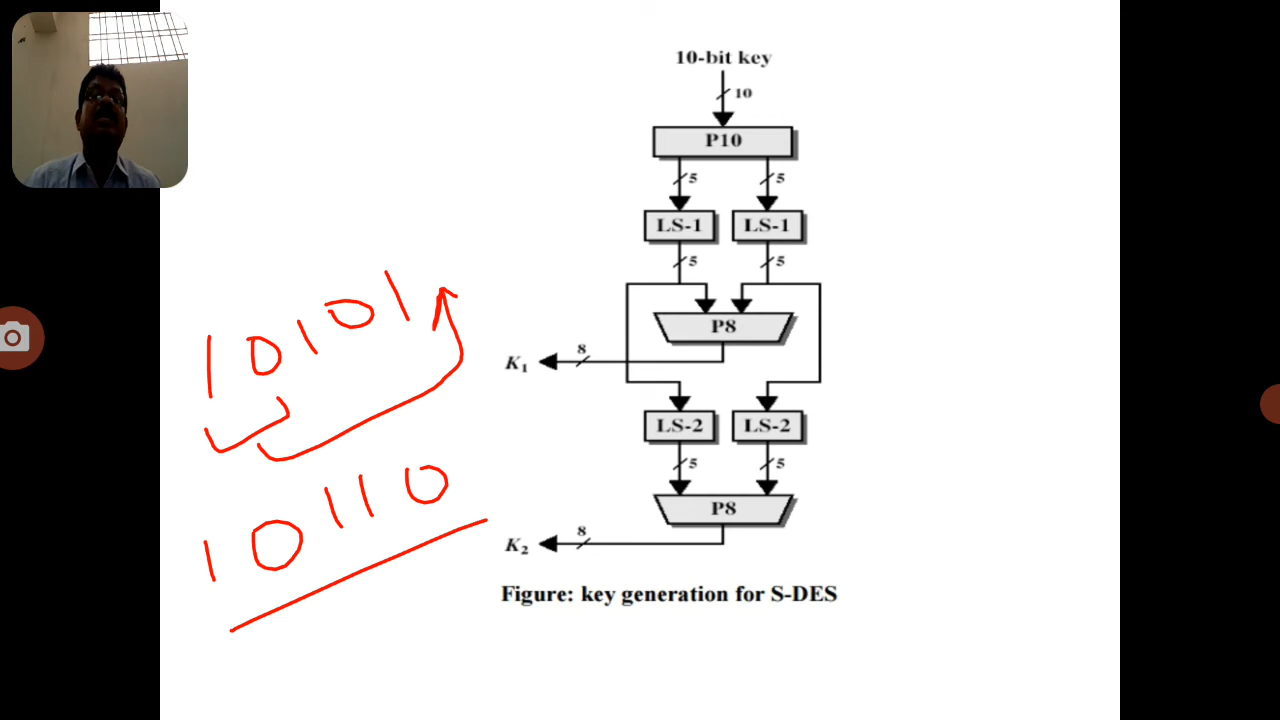 10-bit key
10
P10
5 5
LS-1 LS-1
5 5
P8
8
K1
LS-2 LS-2
5 5
P8
8
K2
Figure: key generation for S-DES
10101
10110